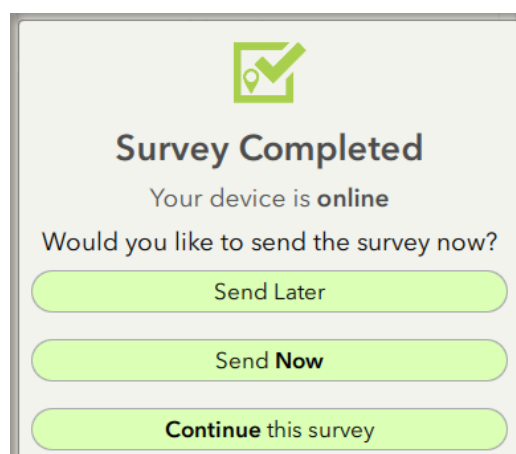 Survey Completed
Your device is online
Would you like to send the survey now?
Send Later
Send Now
Continue this survey